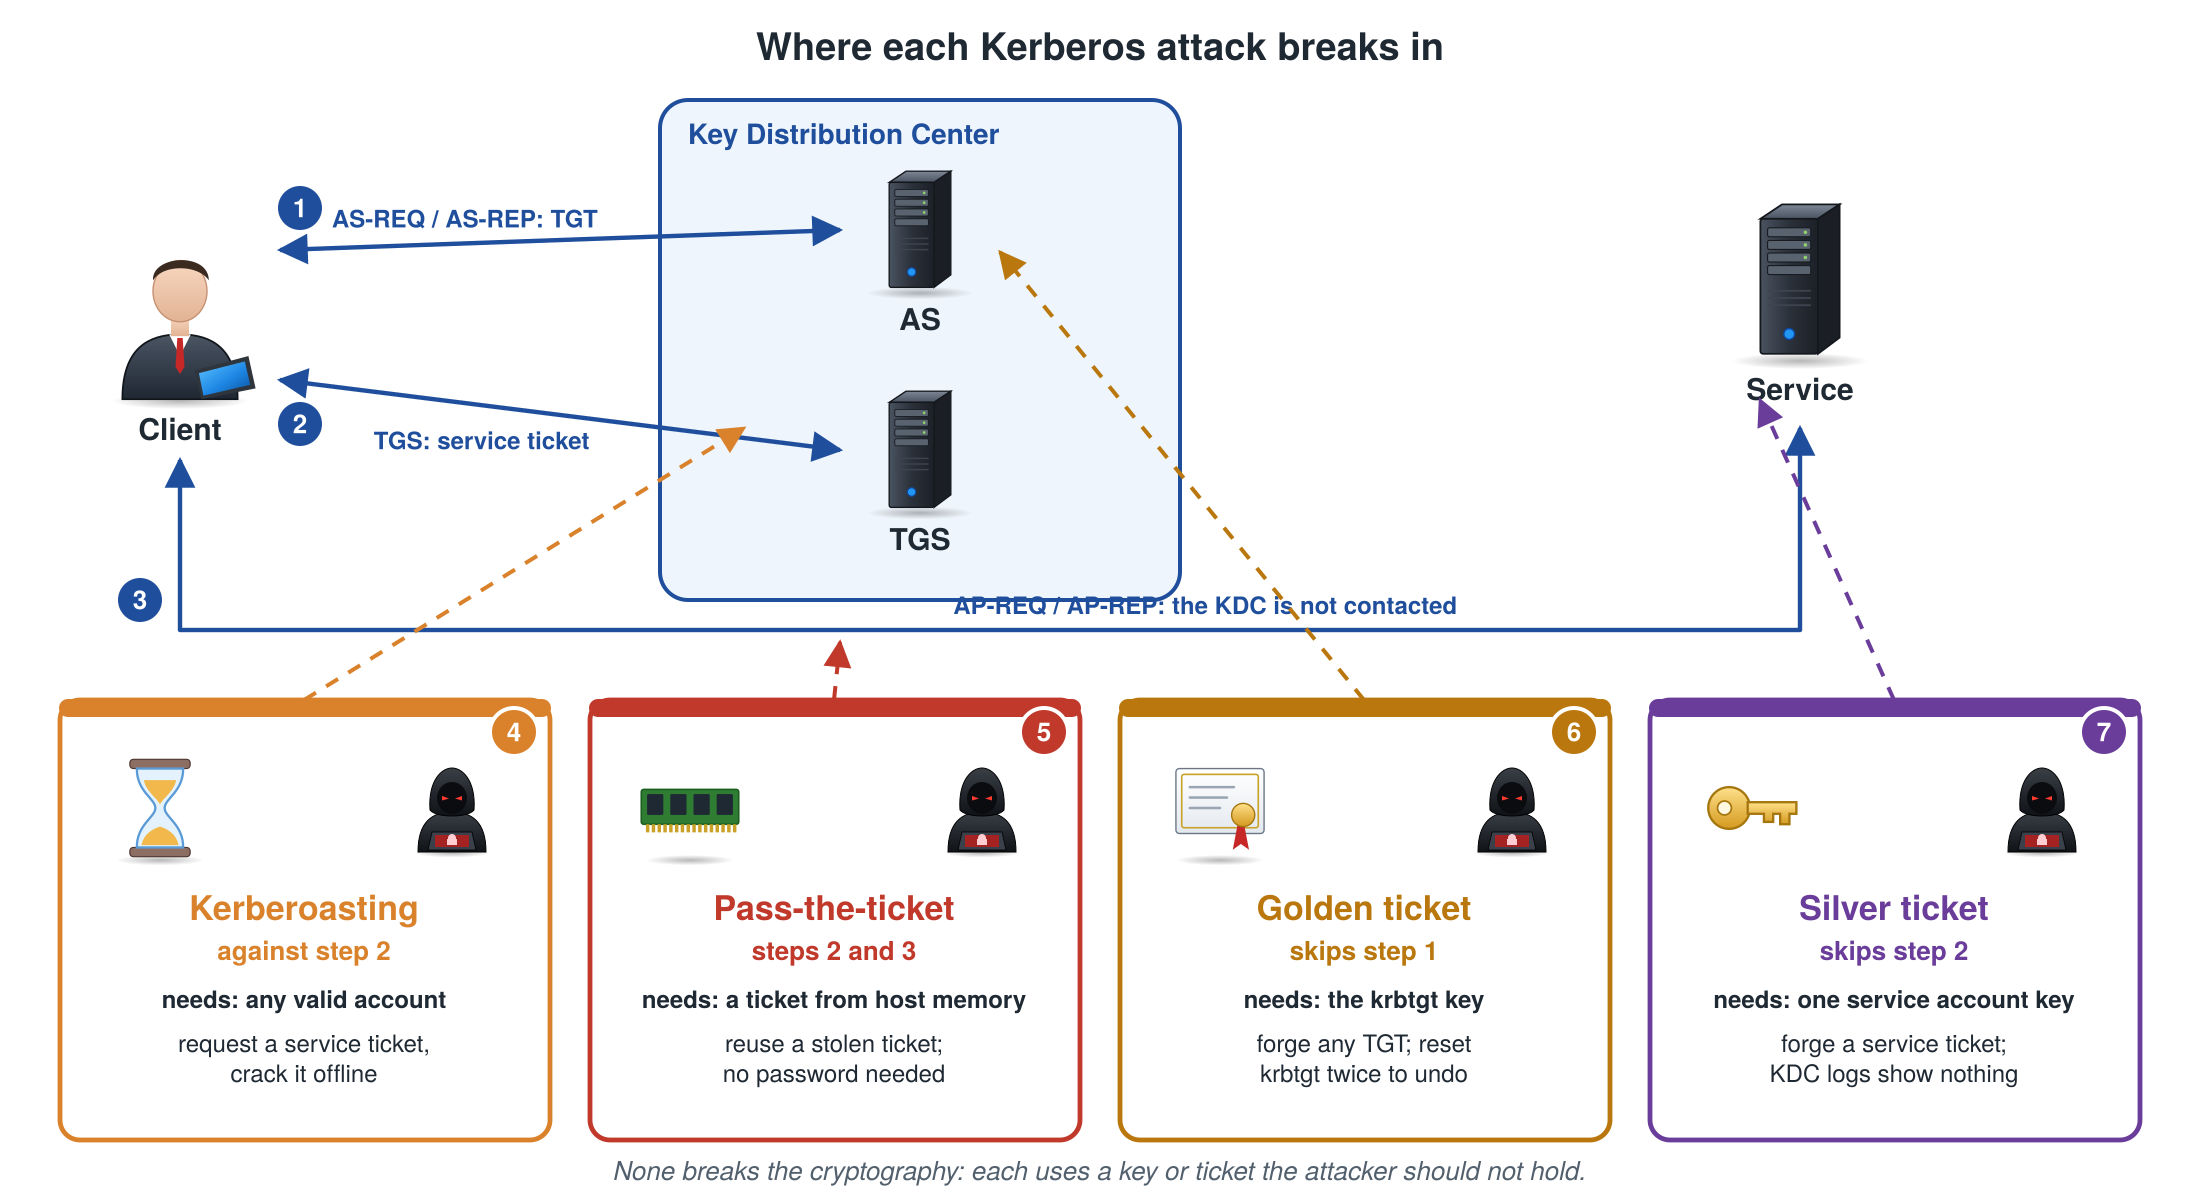 Where each Kerberos attack breaks in
Key Distribution Center
1
AS-REQ / AS-REP: TGT
AS
Service
Client
2
TGS: service ticket
TGS
3
AP-REQ / AP-REP: the KDC is not contacted
4
Kerberoasting
against step 2
needs: any valid account
request a service ticket,
crack it offline
5
Pass-the-ticket
steps 2 and 3
needs: a ticket from host memory
reuse a stolen ticket;
no password needed
6
Golden ticket
skips step 1
needs: the krbtgt key
forge any TGT; reset
krbtgt twice to undo
7
Silver ticket
skips step 2
needs: one service account key
forge a service ticket;
KDC logs show nothing
None breaks the cryptography: each uses a key or ticket the attacker should not hold.